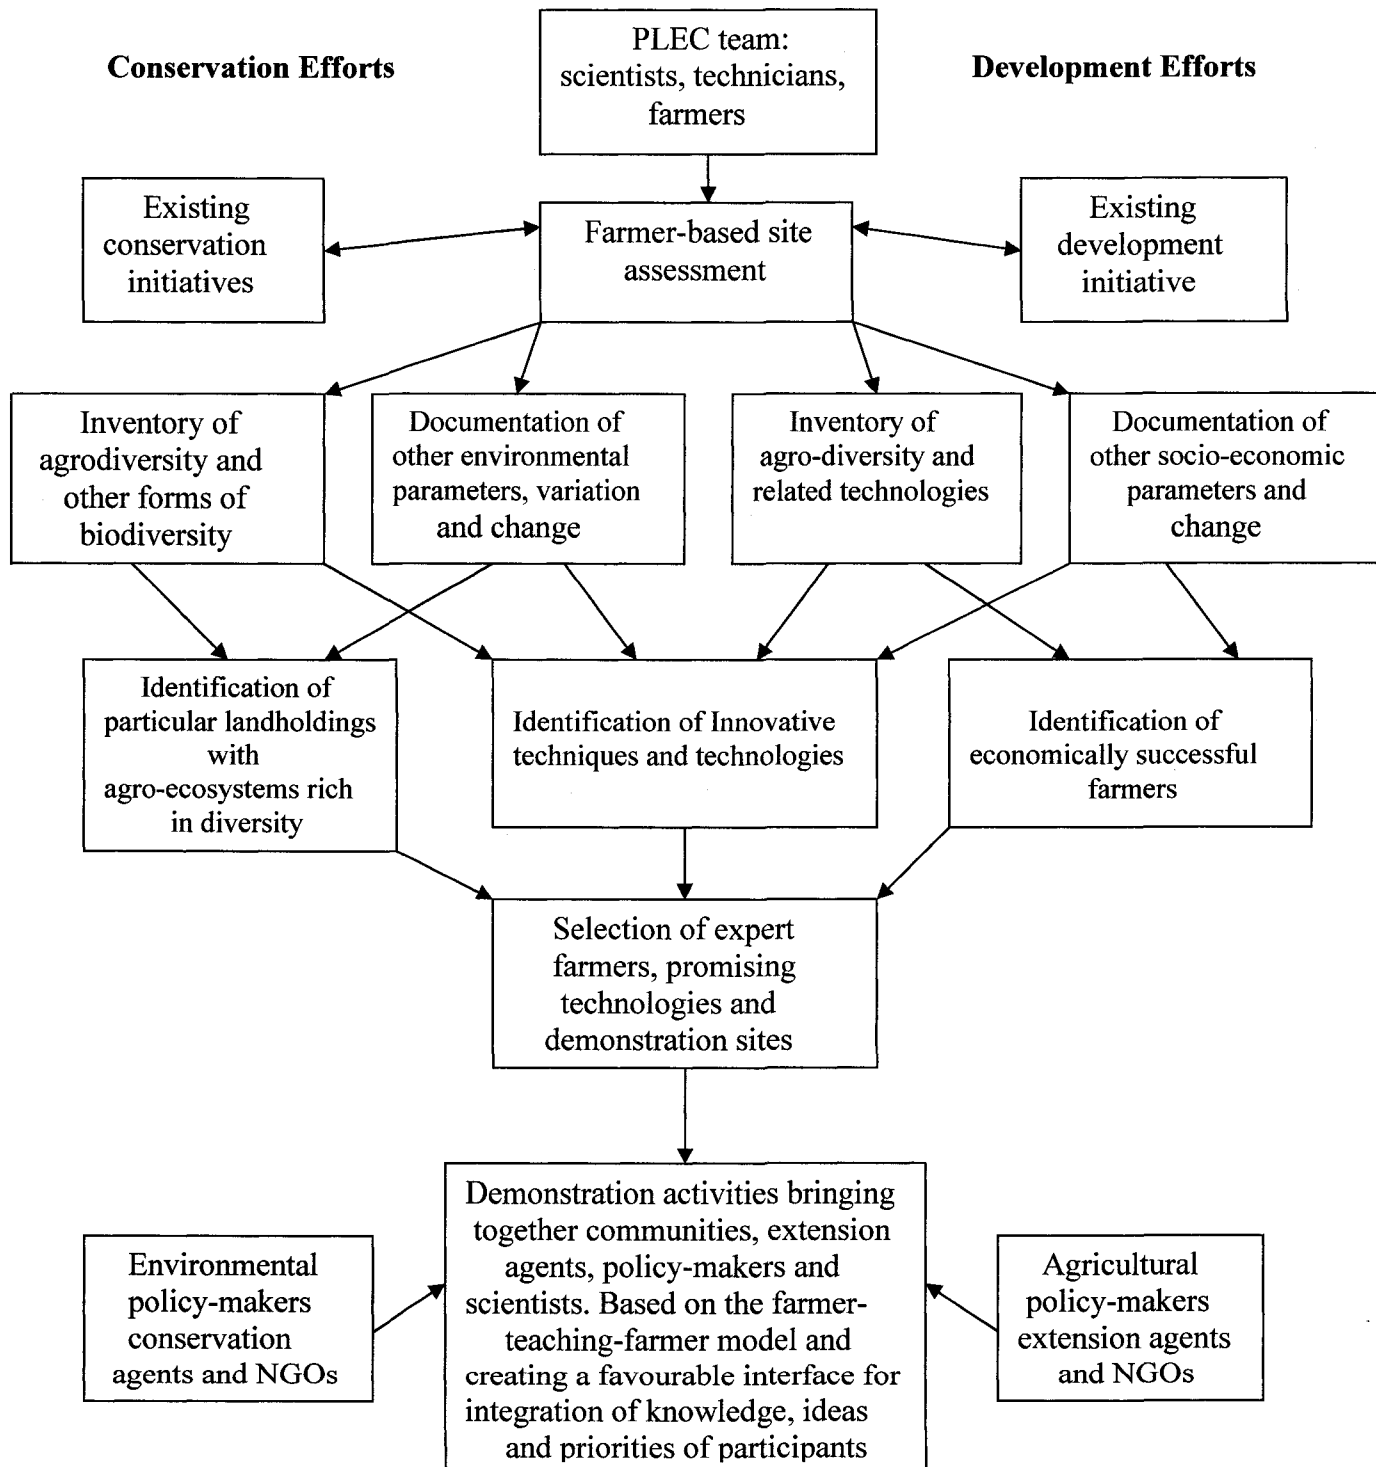 PLEC team:
scientists, technicians,
farmers
Conservation Efforts
Development Efforts
Existing
conservation
initiatives
Farmer-based site
assessment
Existing
development
initiative
Inventory of
agrodiversity and
other forms of
biodiversity
Documentation of
other environmental
parameters, variation
and change
Inventory of
agro-diversity and
related technologies
Documentation of
other socio-economic
parameters and
change
Identification of
particular landholdings
with
agro-ecosystems rich
in diversity
Identification of Innovative
techniques and technologies
Identification of
economically successful
farmers
Selection of expert
farmers, promising
technologies and
demonstration sites
Environmental
policy-makers
conservation
agents and NGOs
Demonstration activities bringing
together communities, extension
agents, policy-makers and
scientists. Based on the farmer-
teaching-farmer model and
creating a favourable interface for
integration of knowledge, ideas
and priorities of participants
Agricultural
policy-makers
extension agents
and NGOs